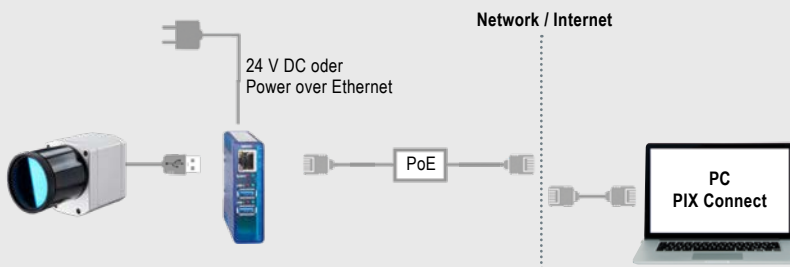 Network / Internet
24 V DC oder
Power over Ethernet
PoE
PC
PIX Connect